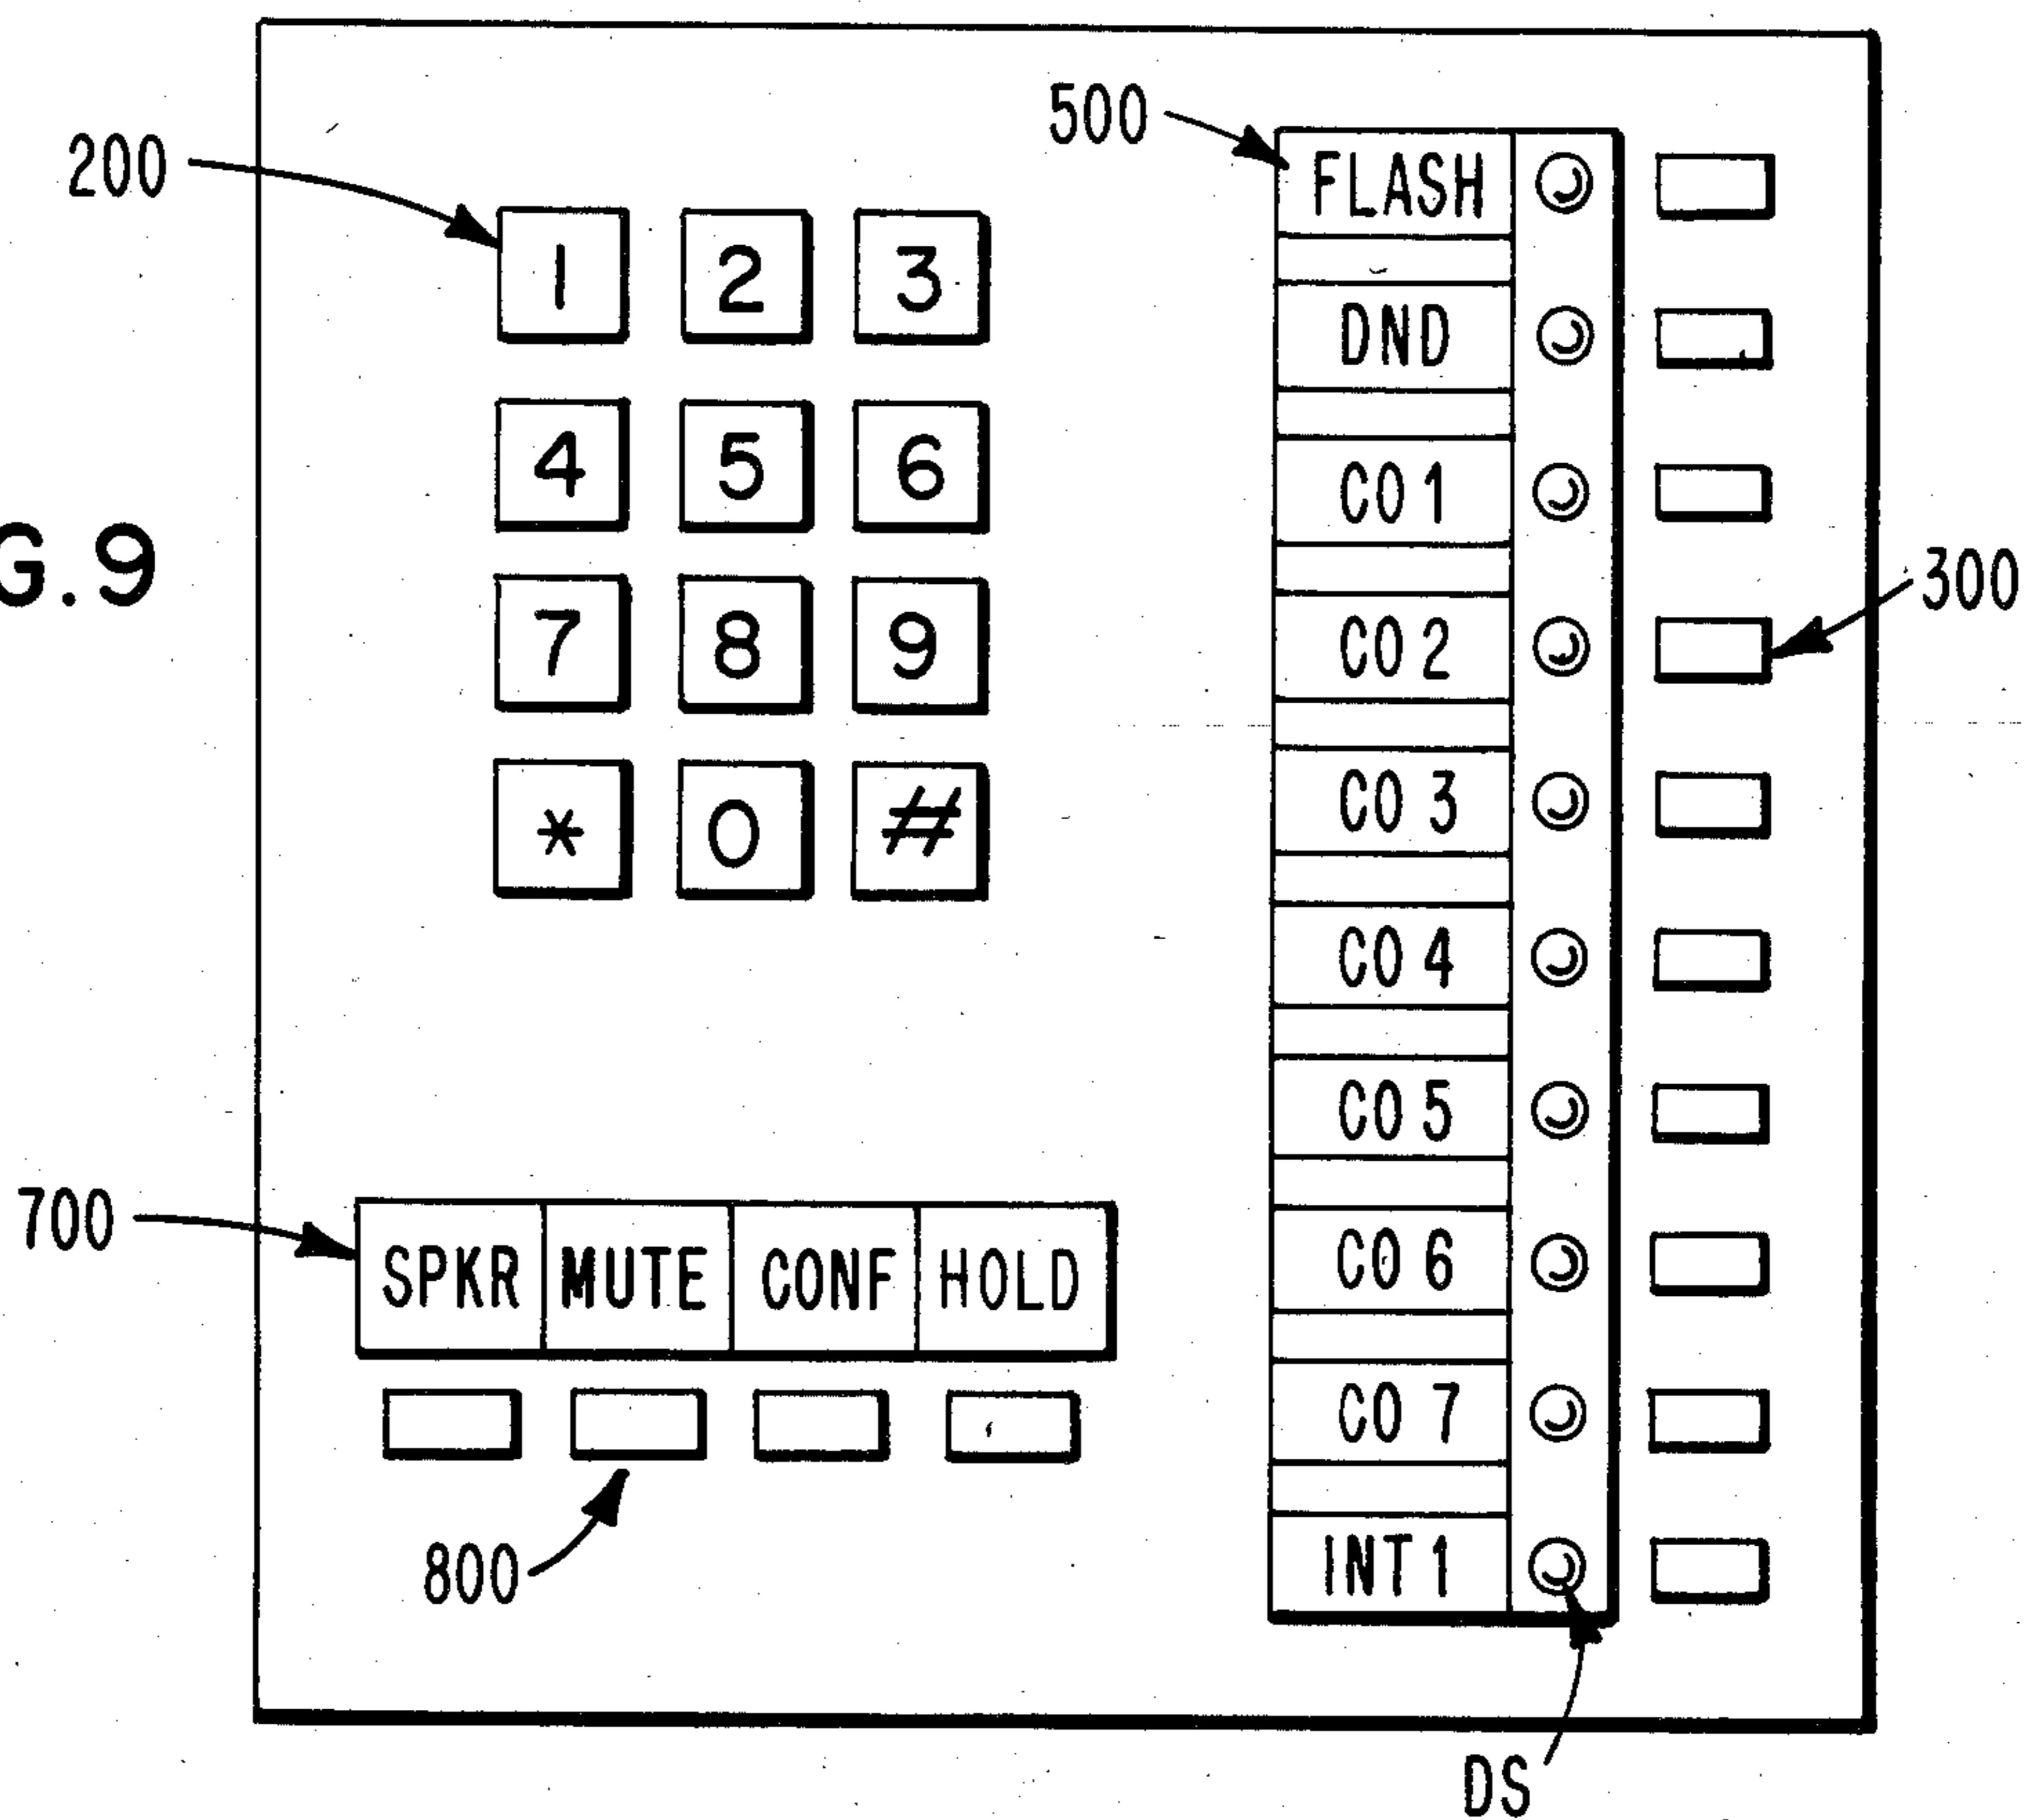 500
FLASH
200
1 2 3
DND
4 5 6
CO 1
G.9
300
7 8 9
CO 2
CO 3
* 0 #
CO 4
CO 5
700
SPKR MUTE CONF HOLD
CO 6
CO 7
800
INT 1
DS